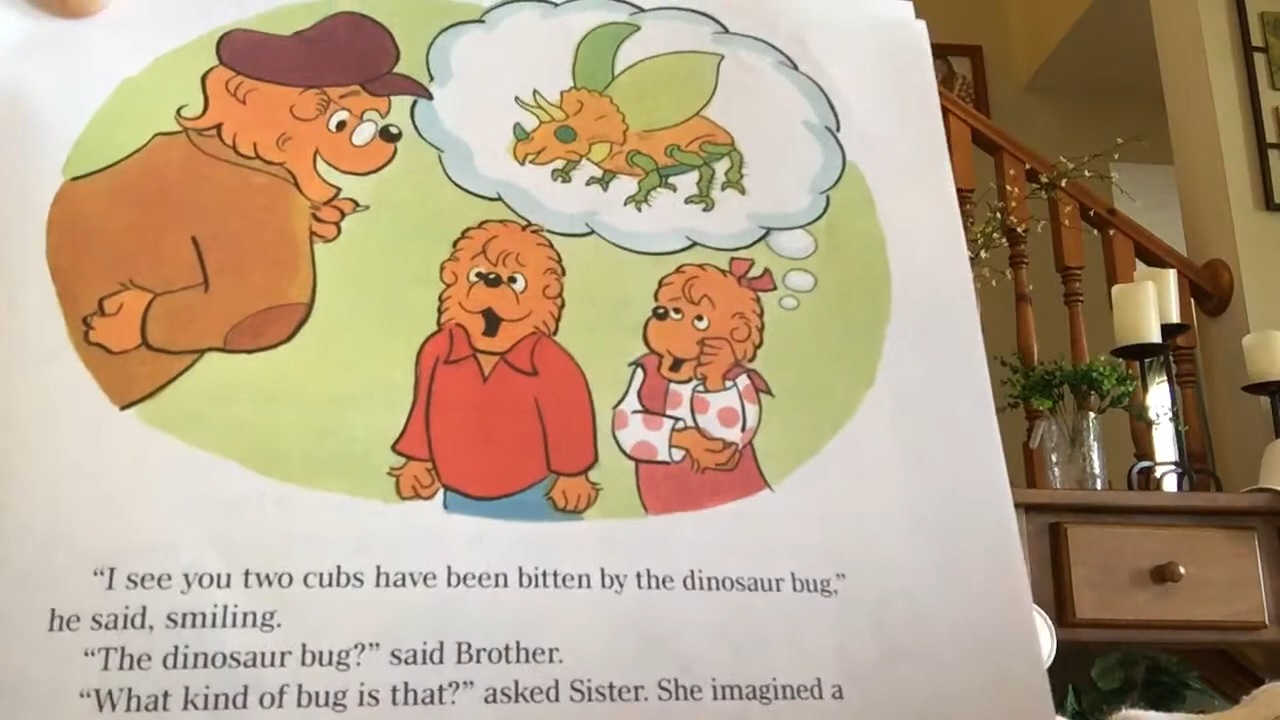 “I see you two cubs have been bitten by the dinosaur bug,”
he said, smiling.
“The dinosaur bug?” said Brother.
“What kind of bug is that?” asked Sister. She imagined a